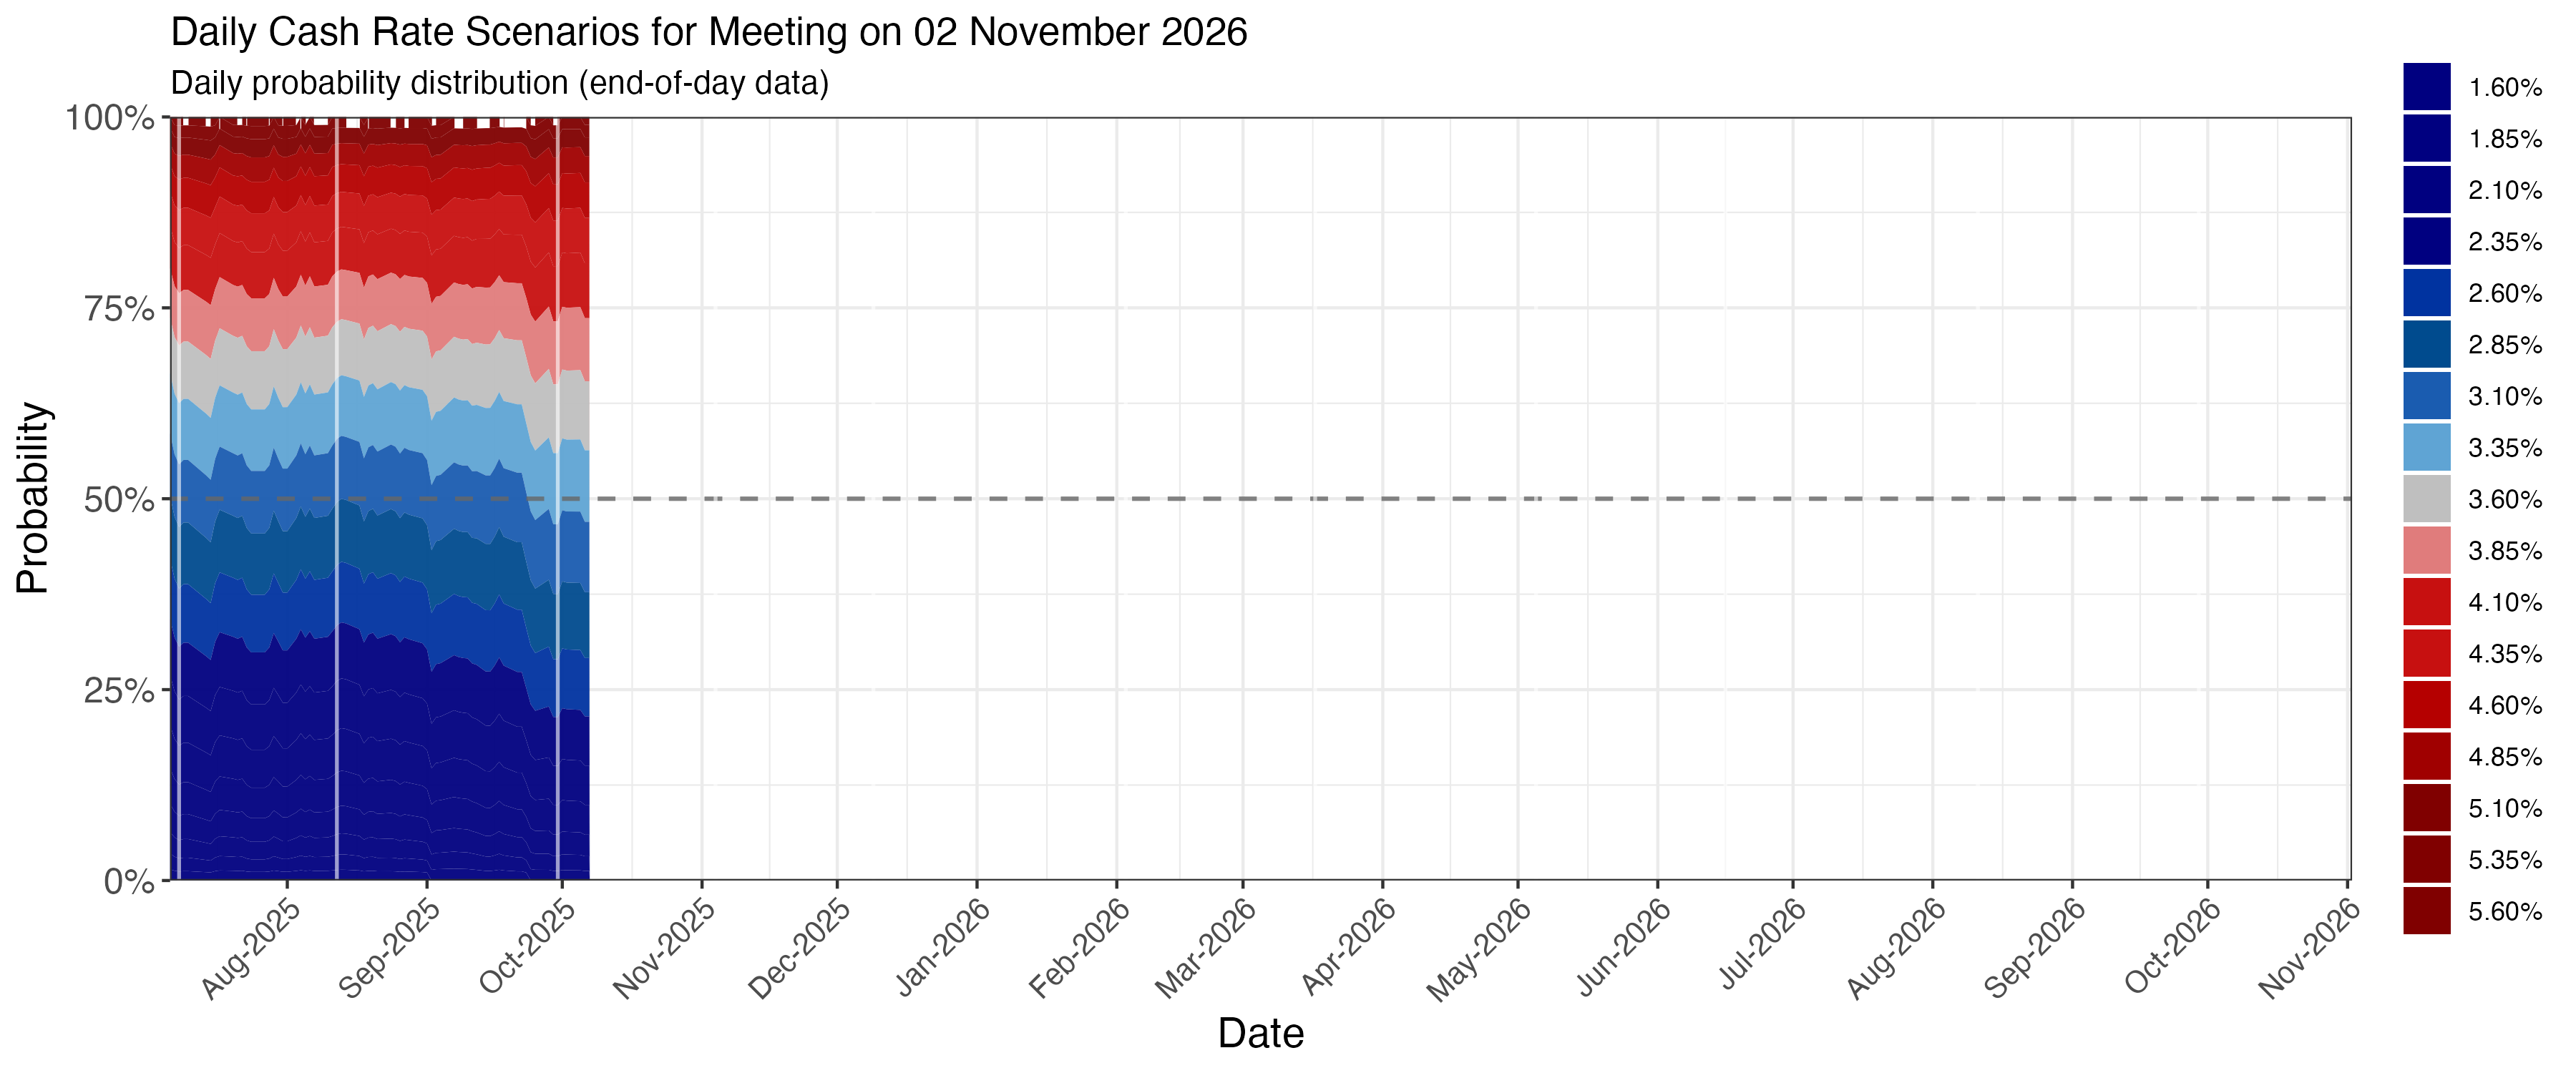 Daily Cash Rate Scenarios for Meeting on 02 November 2026
Daily probability distribution (end-of-day data)
Probability
100%
75%
50%
25%
0%
Aug-2025
Sep-2025
Oct-2025
Nov-2025
Dec-2025
Jan-2026
Feb-2026
Mar-2026
Apr-2026
May-2026
Jun-2026
Jul-2026
Aug-2026
Sep-2026
Oct-2026
Nov-2026
Date
1.60%
1.85%
2.10%
2.35%
2.60%
2.85%
3.10%
3.35%
3.60%
3.85%
4.10%
4.35%
4.60%
4.85%
5.10%
5.35%
5.60%